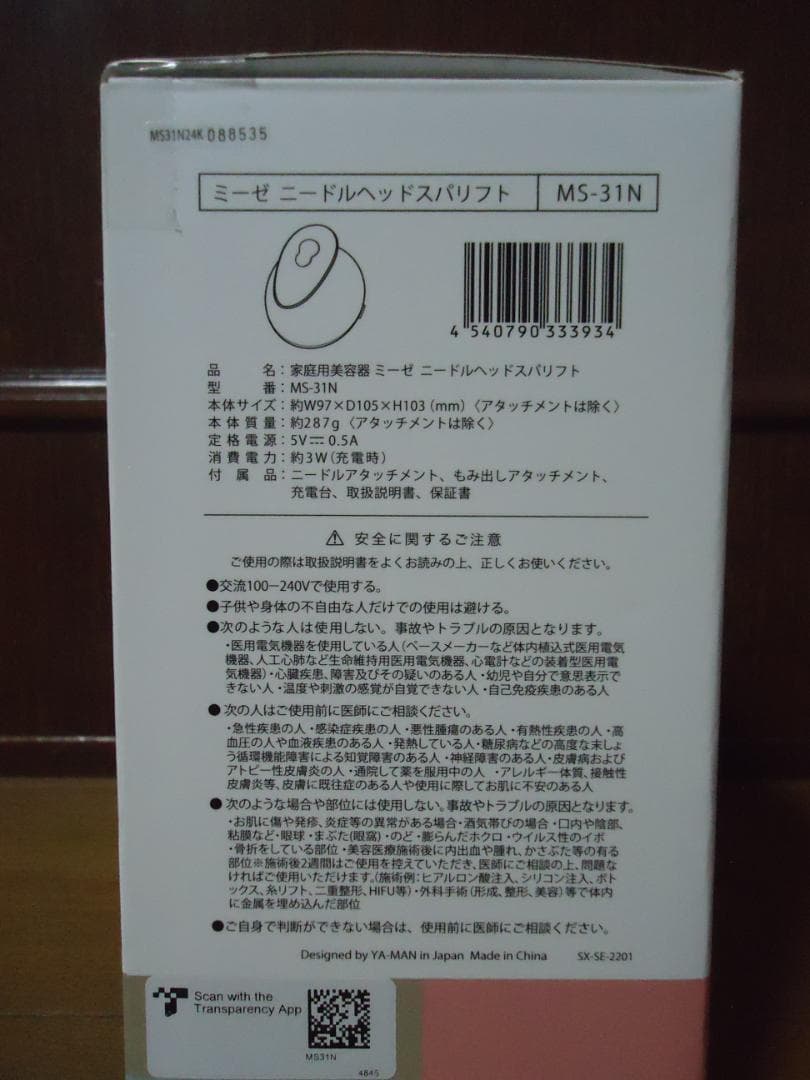 MS31N24K 088535
ミーゼ ニードルヘッドスパリフト MS-31N
4 540790 333934
品名：家庭用美容器 ミーゼ ニードルヘッドスパリフト
型番：MS-31N
本体サイズ：約W97×D105×H103（mm）〈アタッチメントは除く〉
本体質量：約287g〈アタッチメントは除く〉
定格電源：5V⎓0.5A
消費電力：約3W（充電時）
付属品：ニードルアタッチメント、もみ出しアタッチメント、
充電台、取扱説明書、保証書
⚠ 安全に関するご注意
ご使用の際は取扱説明書をよくお読みの上、正しくお使いください。
●交流100−240Vで使用する。
●子供や身体の不自由な人だけでの使用は避ける。
●次のような人は使用しない。事故やトラブルの原因となります。
・医用電気機器を使用している人（ペースメーカーなど体内植込式医用電気
機器、人工心肺など生命維持用医用電気機器、心電計などの装着型医用電
気機器）・心臓疾患、障害及びその疑いのある人・幼児や自分で意思表示で
きない人・温度や刺激の感覚が自覚できない人・自己免疫疾患のある人
●次の人はご使用前に医師にご相談ください。
・急性疾患の人・感染症疾患の人・悪性腫瘍のある人・有熱性疾患の人・高
血圧の人や血液疾患のある人・発熱している人・糖尿病などの高度な末しょ
う循環機能障害による知覚障害のある人・神経障害のある人・皮膚病および
アトピー性皮膚炎の人・通院して薬を服用中の人・アレルギー体質、接触性
皮膚炎等、皮膚に既往症のある人や使用に際してお肌に不安のある人
●次のような場合や部位には使用しない。事故やトラブルの原因となります。
・お肌に傷や発疹、炎症等の異常がある場合・酒気帯びの場合・口内や陰部、
粘膜など・眼球・まぶた(眼窩)・のど・膨らんだホクロ・ウイルス性のイボ
・骨折をしている部位・美容医療施術後に内出血や腫れ、かさぶた等の有る
部位※施術後2週間はご使用を控えていただき、医師にご相談の上、問題な
ければご使用いただけます。(施術例：ヒアルロン酸注入、シリコン注入、ボト
ックス、糸リフト、二重整形、HIFU等)・外科手術(形成、整形、美容)等で体内
に金属を埋め込んだ部位
●ご自身で判断ができない場合は、使用前に医師にご相談ください。
Designed by YA-MAN in Japan Made in China SX-SE-2201
Scan with the
Transparency App
MS31N
4845